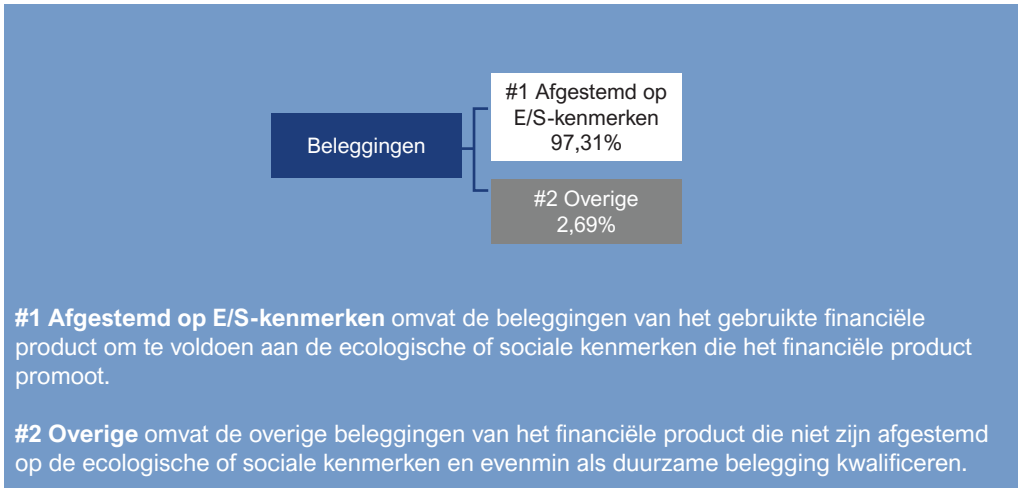 Beleggingen
#1 Afgestemd op
E/S-kenmerken
97,31%
#2 Overige
2,69%
#1 Afgestemd op E/S-kenmerken omvat de beleggingen van het gebruikte financiële
product om te voldoen aan de ecologische of sociale kenmerken die het financiële product
promoot.
#2 Overige omvat de overige beleggingen van het financiële product die niet zijn afgestemd
op de ecologische of sociale kenmerken en evenmin als duurzame belegging kwalificeren.